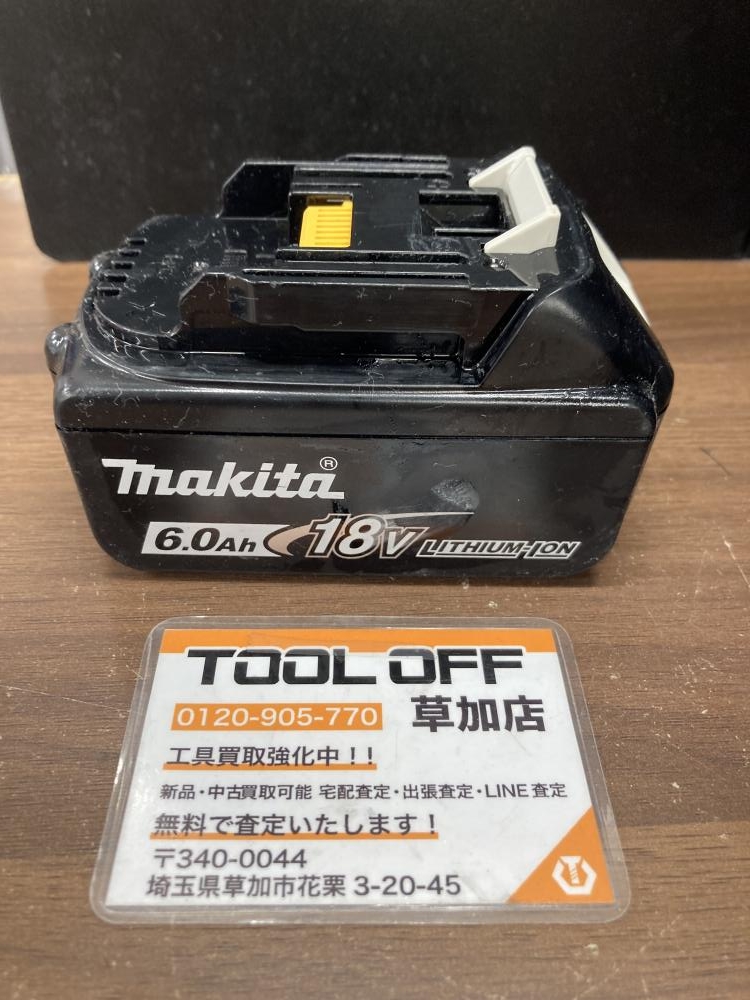 makita®
6.0Ah 18V LITHIUM-ION
TOOL OFF
0120-905-770 草加店
工具買取強化中！！
新品・中古買取可能 宅配査定・出張査定・LINE査定
無料で査定いたします！
〒340-0044
埼玉県草加市花栗 3-20-45